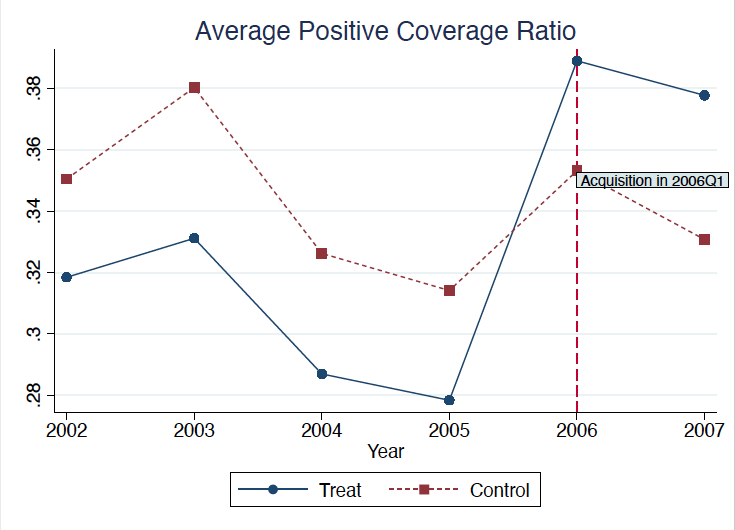 Average Positive Coverage Ratio
.38
.36
.34
.32
.3
.28
Acquisition in 2006Q1
2002 2003 2004 2005 2006 2007
Year
Treat Control